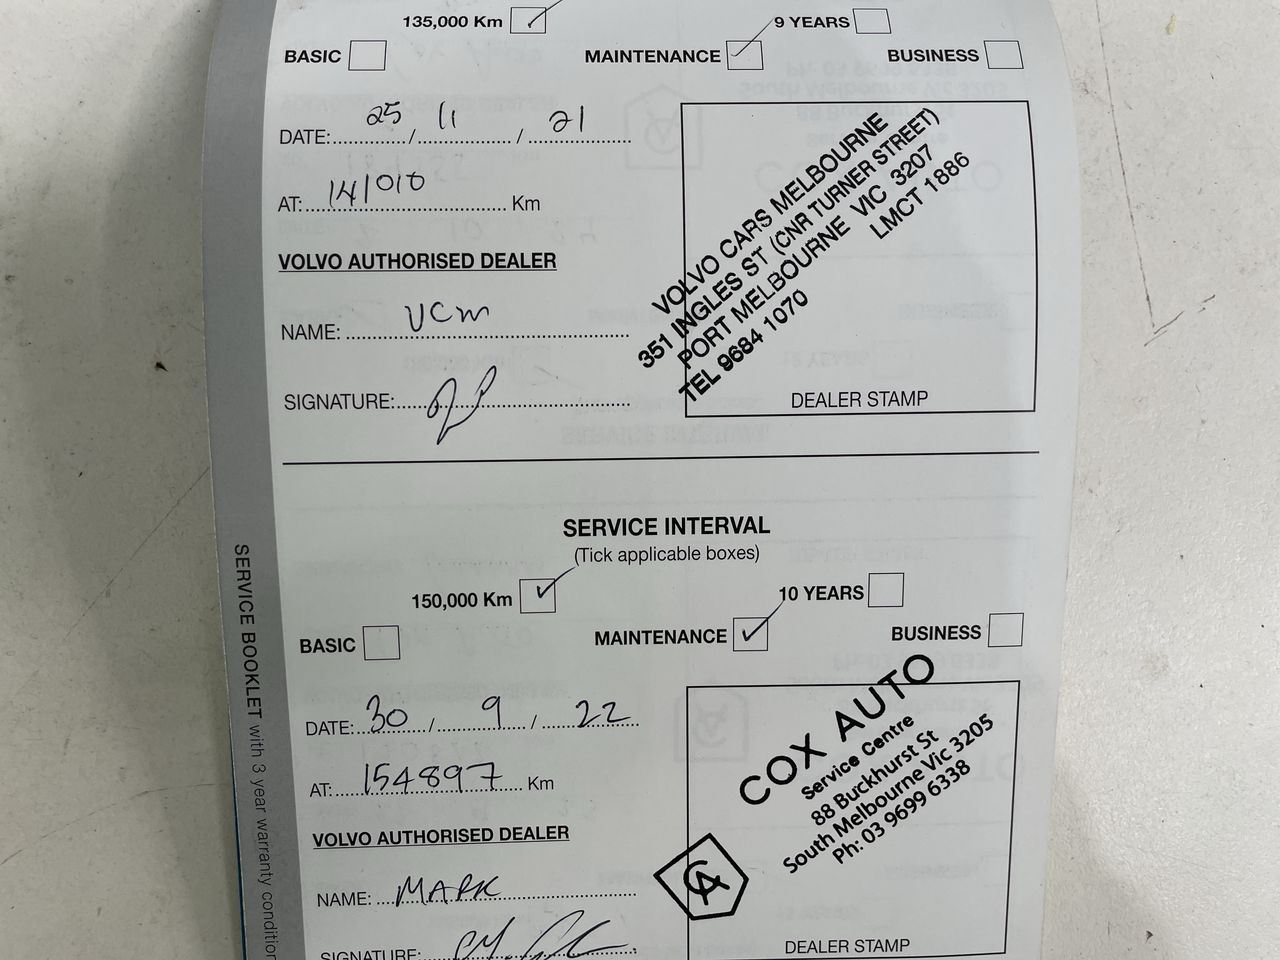 135,000 Km
9 YEARS
BASIC
MAINTENANCE
BUSINESS
DATE: 25 / 11 / 21
AT: 141010 Km
VOLVO AUTHORISED DEALER
NAME: VCM
SIGNATURE:
VOLVO CARS MELBOURNE
351 INGLES ST (CNR TURNER STREET)
PORT MELBOURNE VIC 3207
TEL 9684 1070 LMCT 1886
DEALER STAMP
SERVICE INTERVAL
(Tick applicable boxes)
150,000 Km
10 YEARS
BASIC
MAINTENANCE
BUSINESS
DATE: 30 / 9 / 22
AT: 154897 Km
VOLVO AUTHORISED DEALER
NAME: MARK
SIGNATURE:
COX AUTO
Service Centre
88 Buckhurst St
South Melbourne Vic 3205
Ph: 03 9699 6338
CA
DEALER STAMP
SERVICE BOOKLET with 3 year warranty condition